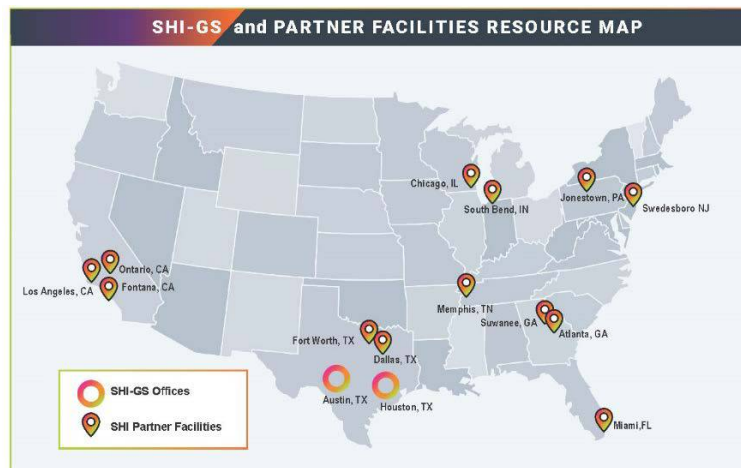 SHI-GS and PARTNER FACILITIES RESOURCE MAP
Chicago, IL
South Bend, IN
Jonestown, PA
Swedesboro NJ
Ontario, CA
Los Angeles, CA
Fontana, CA
Memphis, TN
Suwanee, GA
Atlanta, GA
Fort Worth, TX
Dallas, TX
Austin, TX
Houston, TX
Miami,FL
SHI-GS Offices
SHI Partner Facilities